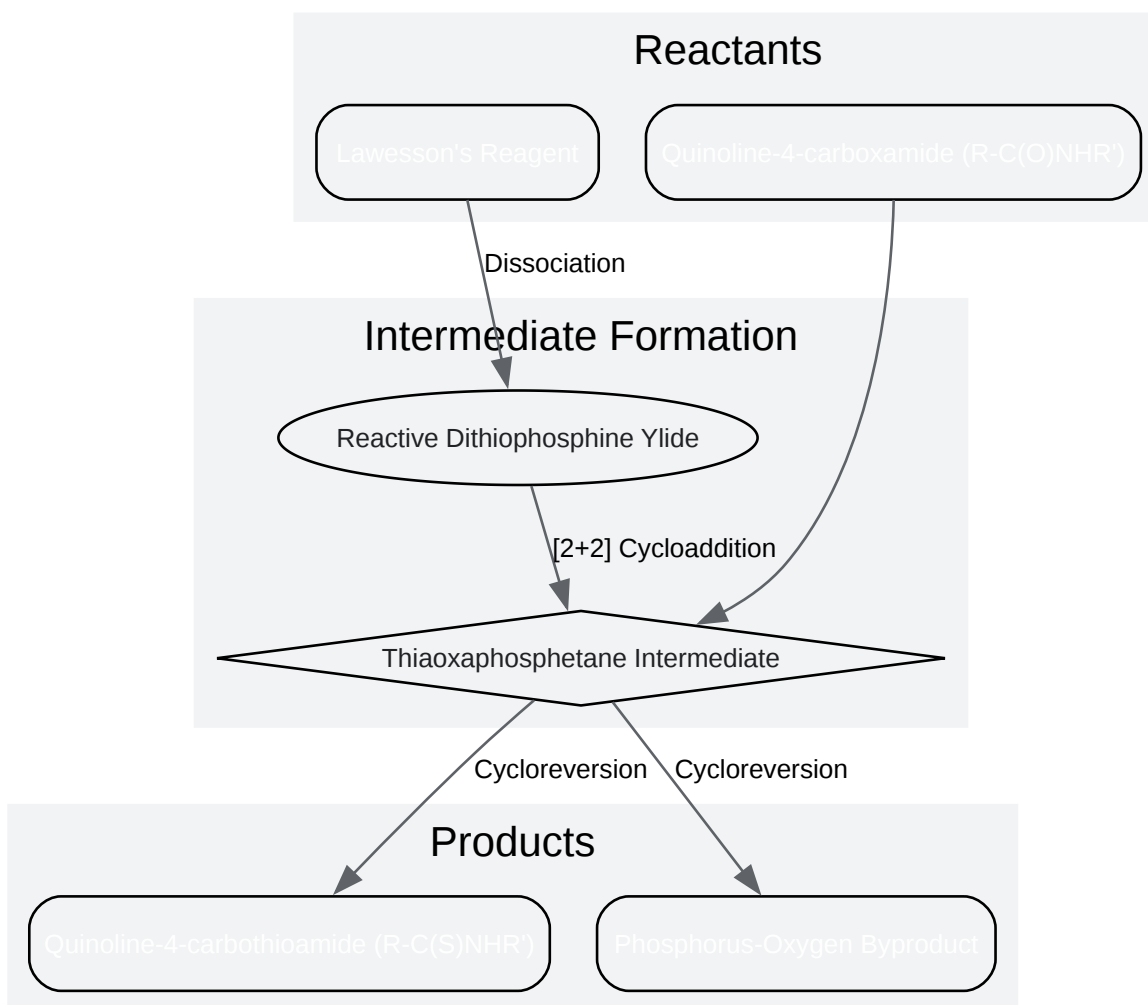 Reactants
Lawesson's Reagent
Quinoline-4-carboxamide (R-C(O)NHR')
Dissociation
Intermediate Formation
Reactive Dithiophosphine Ylide
[2+2] Cycloaddition
Thiaoxaphosphetane Intermediate
Cycloreversion
Cycloreversion
Products
Quinoline-4-carbothioamide (R-C(S)NHR')
Phosphorus-Oxygen Byproduct